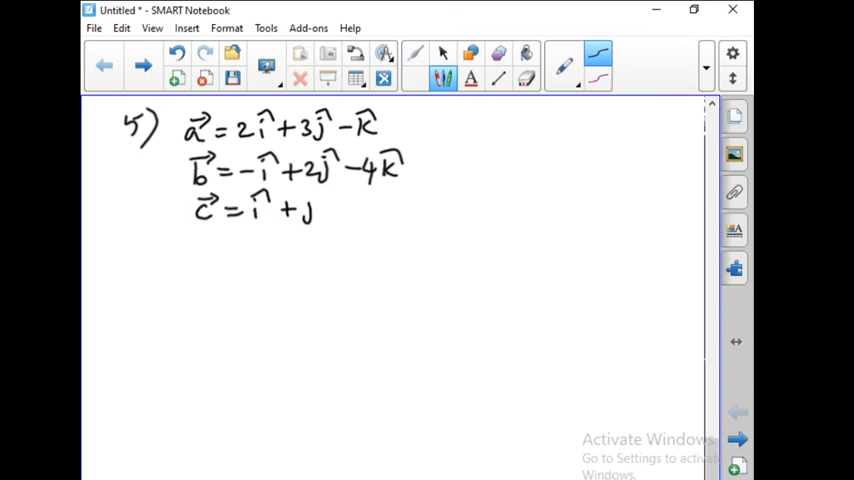 Untitled * - SMART Notebook
File Edit View Insert Format Tools Add-ons Help
5) a⃗ = 2î + 3ĵ - k̂
b⃗ = -î + 2ĵ - 4k̂
c⃗ = î + j
Activate Windows
Go to Settings to activate
Windows.